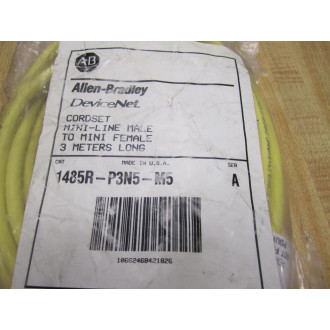 AB
Allen-Bradley
DeviceNet
CORDSET
MINI-LINE MALE
TO MINI FEMALE
3 METERS LONG
CAT MADE IN U.S.A. SER
1485R-P3N5-M5 A
10662468421826